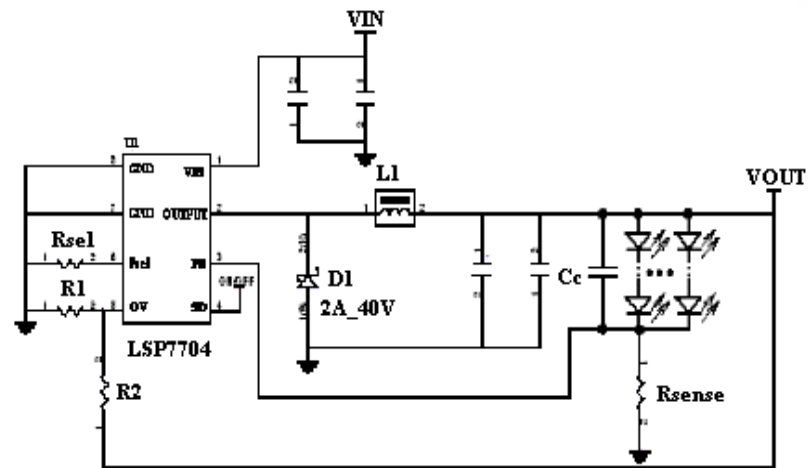 VIN
U1
GND
VIN
L1
VOUT
GND
OUTPUT
Rsel
FB
ON/OFF
Cc
R1
OV
SD
D1
2A_40V
LSP7704
R2
Rsense